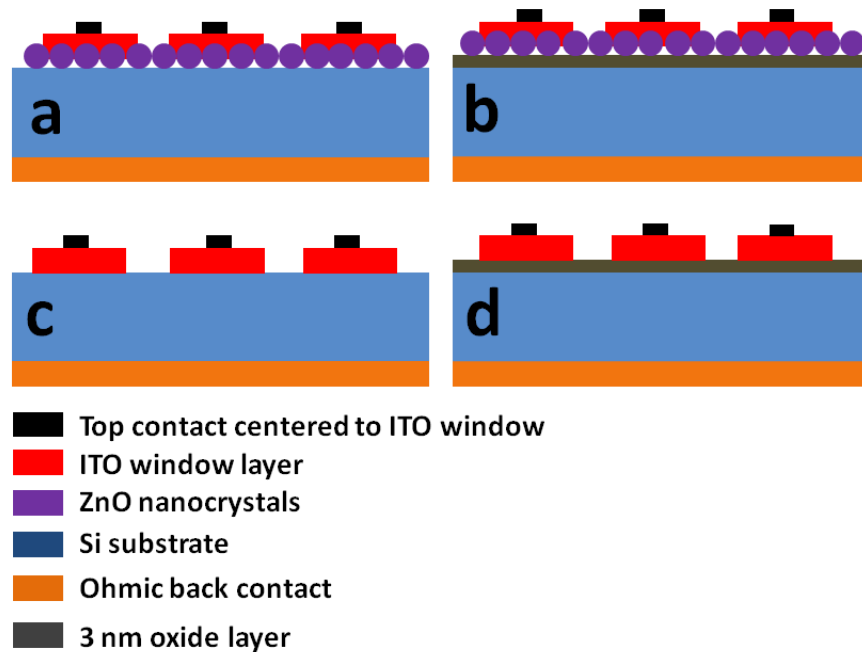 a
b
c
d
Top contact centered to ITO window
ITO window layer
ZnO nanocrystals
Si substrate
Ohmic back contact
3 nm oxide layer